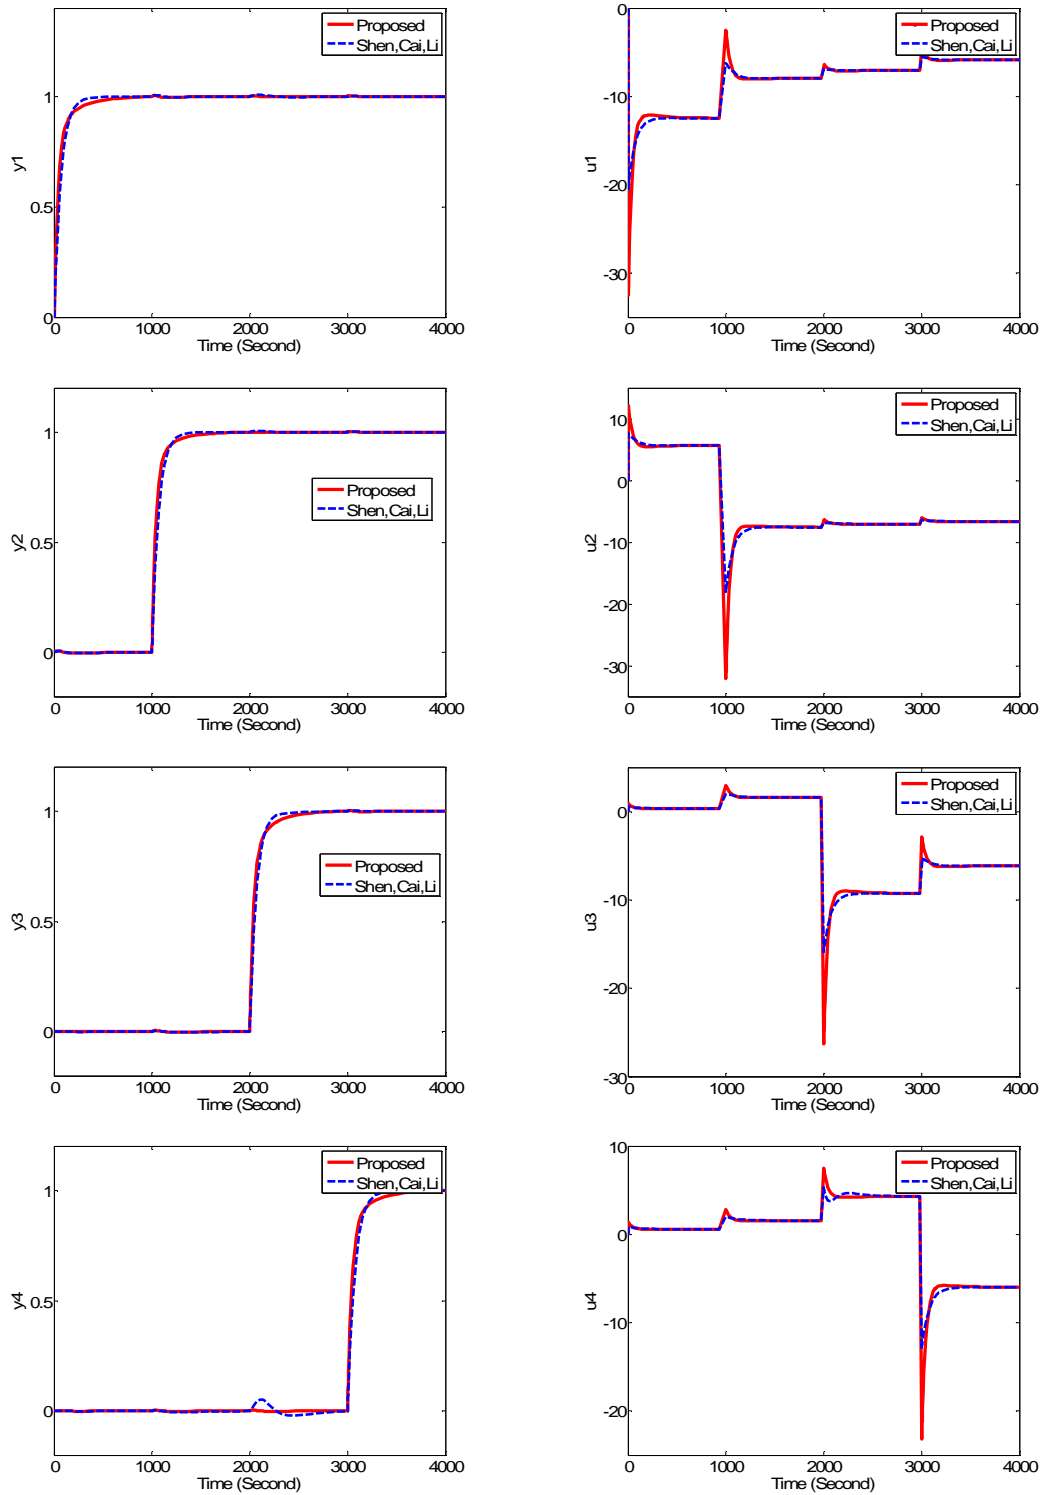 Proposed
Shen,Cai,Li
1
0.5
0
y1
0 1000 2000 3000 4000
Time (Second)
Proposed
Shen,Cai,Li
0
-10
-20
-30
u1
0 1000 2000 3000 4000
Time (Second)
Proposed
Shen,Cai,Li
1
0.5
0
y2
0 1000 2000 3000 4000
Time (Second)
Proposed
Shen,Cai,Li
10
0
-10
-20
-30
u2
0 1000 2000 3000 4000
Time (Second)
Proposed
Shen,Cai,Li
1
0.5
0
y3
0 1000 2000 3000 4000
Time (Second)
Proposed
Shen,Cai,Li
0
-10
-20
-30
u3
0 1000 2000 3000 4000
Time (Second)
Proposed
Shen,Cai,Li
1
0.5
0
y4
0 1000 2000 3000 4000
Time (Second)
Proposed
Shen,Cai,Li
10
0
-10
-20
u4
0 1000 2000 3000 4000
Time (Second)